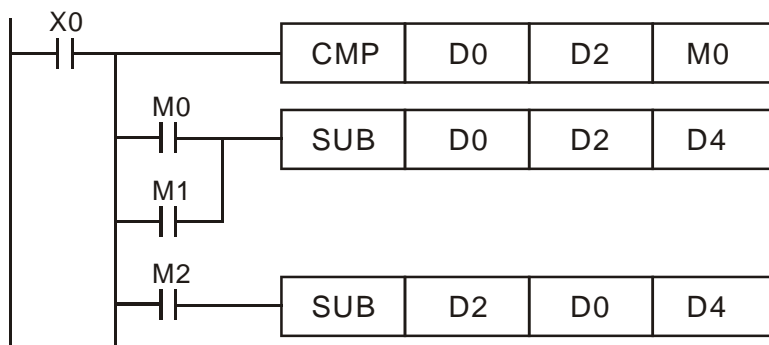 X0
CMP D0 D2 M0
M0
SUB D0 D2 D4
M1
M2
SUB D2 D0 D4